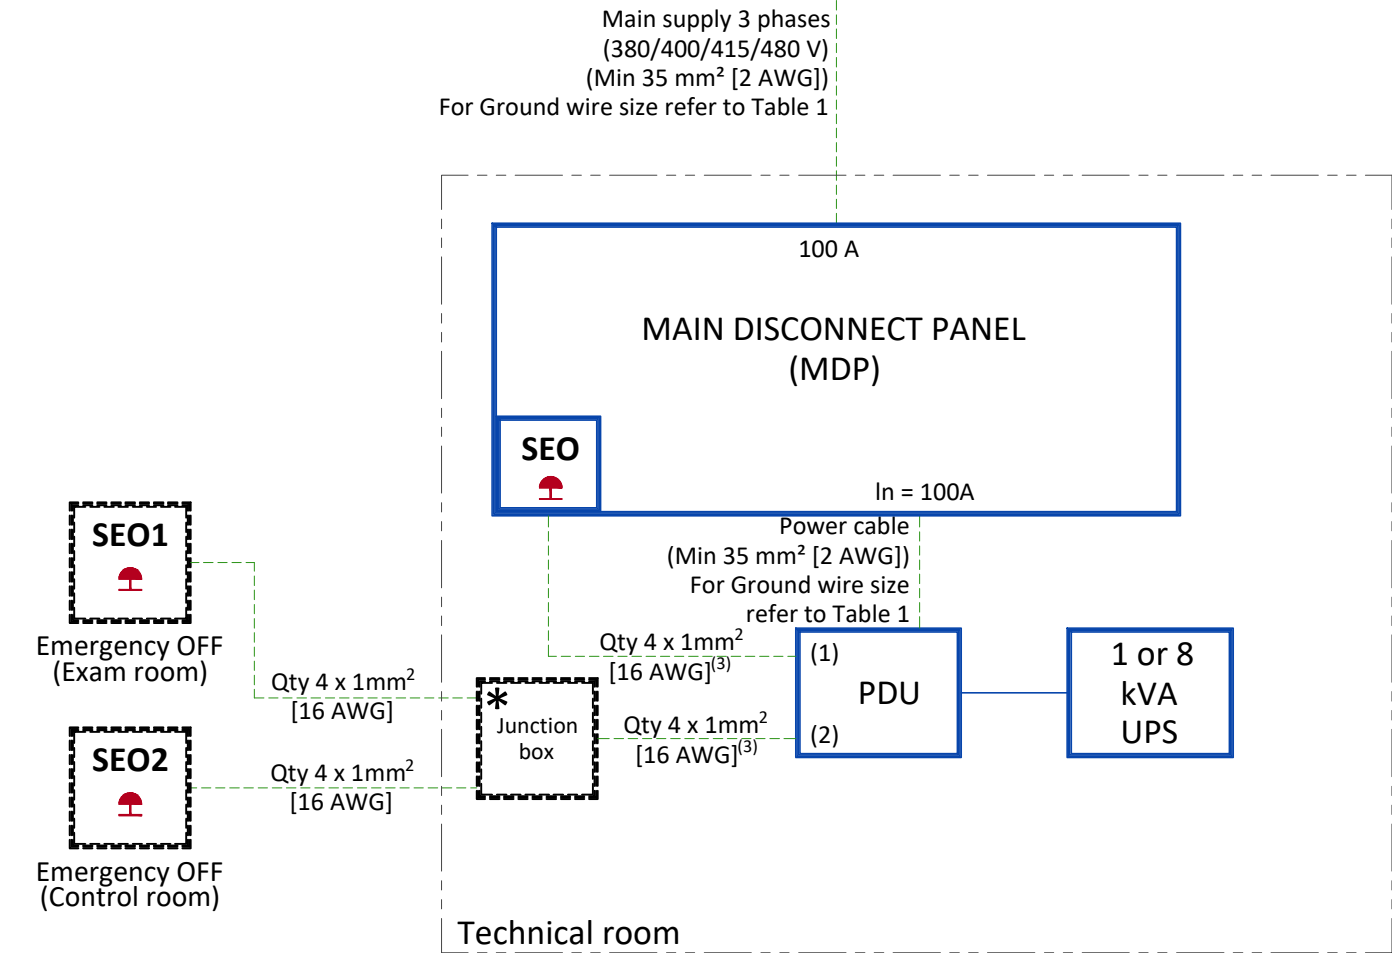 Main supply 3 phases
(380/400/415/480 V)
(Min 35 mm² [2 AWG])
For Ground wire size refer to Table 1
100 A
MAIN DISCONNECT PANEL
(MDP)
SEO
In = 100A
Power cable
(Min 35 mm² [2 AWG])
For Ground wire size
refer to Table 1
SEO1
Emergency OFF
(Exam room)
Qty 4 x 1mm²
[16 AWG]
Qty 4 x 1mm²
[16 AWG]⁽³⁾
(1)
PDU
(2)
1 or 8
kVA
UPS
*
Junction
box
Qty 4 x 1mm²
[16 AWG]⁽³⁾
SEO2
Emergency OFF
(Control room)
Qty 4 x 1mm²
[16 AWG]
Technical room